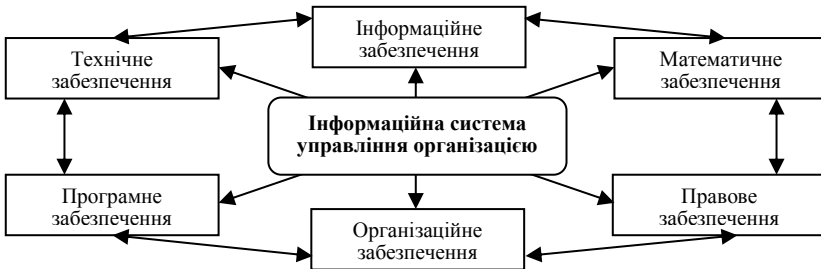 Інформаційне
забезпечення
Технічне
забезпечення
Математичне
забезпечення
Інформаційна система
управління організацією
Програмне
забезпечення
Правове
забезпечення
Організаційне
забезпечення